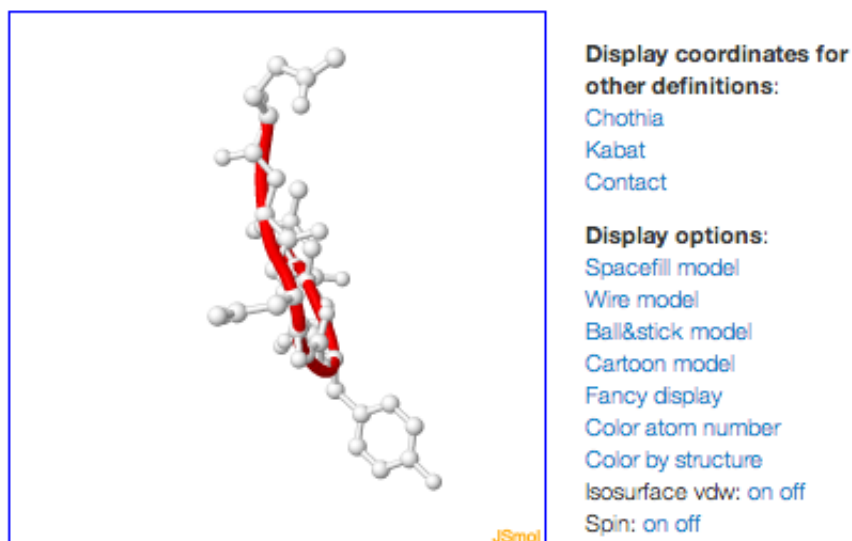 Display coordinates for
other definitions:
Chothia
Kabat
Contact
Display options:
Spacefill model
Wire model
Ball&stick model
Cartoon model
Fancy display
Color atom number
Color by structure
Isosurface vdw: on off
Spin: on off
JSmol